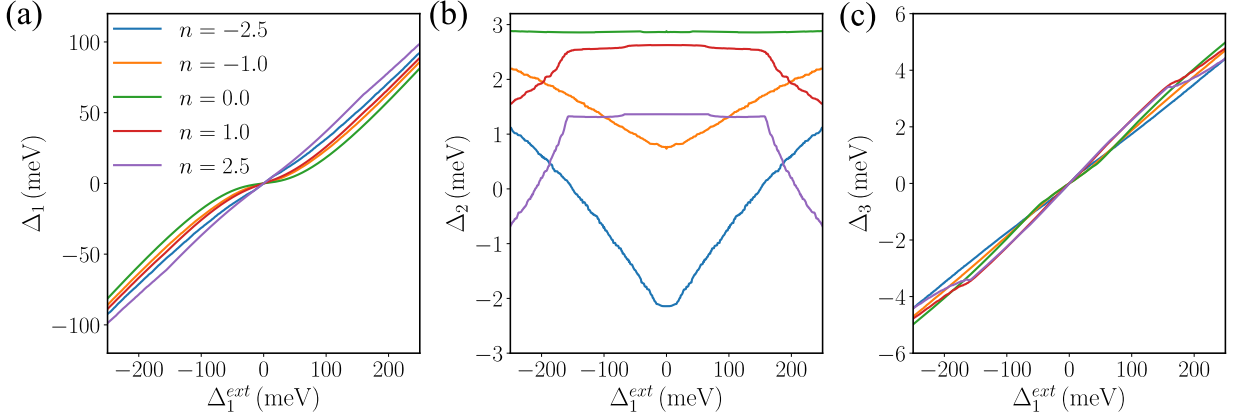 (a)
100
50
0
−50
−100
Δ₁ (meV)
n = −2.5
n = −1.0
n = 0.0
n = 1.0
n = 2.5
−200 −100 0 100 200
Δ₁ᵉˣᵗ (meV)
(b)
3
2
1
0
−1
−2
−3
Δ₂ (meV)
−200 −100 0 100 200
Δ₁ᵉˣᵗ (meV)
(c)
6
4
2
0
−2
−4
−6
Δ₃ (meV)
−200 −100 0 100 200
Δ₁ᵉˣᵗ (meV)